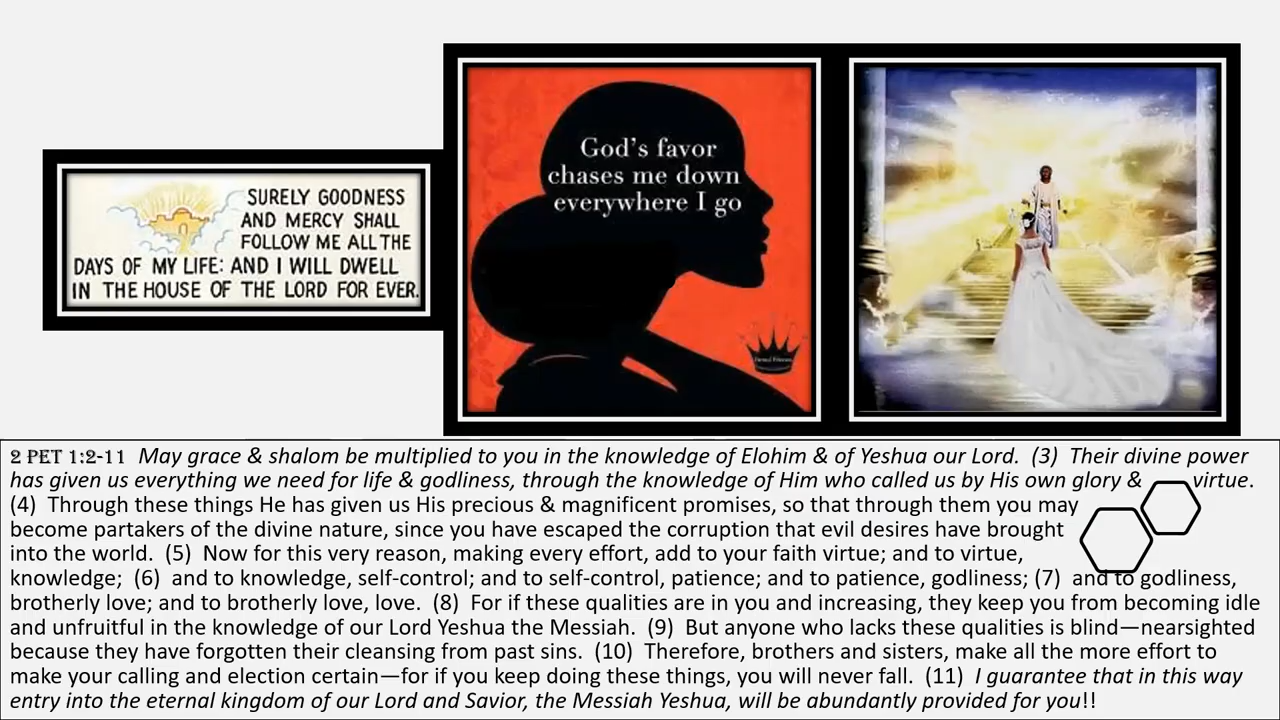 SURELY GOODNESS
AND MERCY SHALL
FOLLOW ME ALL THE
DAYS OF MY LIFE: AND I WILL DWELL
IN THE HOUSE OF THE LORD FOR EVER.
God's favor
chases me down
everywhere I go
2 PET 1:2-11 May grace & shalom be multiplied to you in the knowledge of Elohim & of Yeshua our Lord. (3) Their divine power
has given us everything we need for life & godliness, through the knowledge of Him who called us by His own glory & virtue.
(4) Through these things He has given us His precious & magnificent promises, so that through them you may
become partakers of the divine nature, since you have escaped the corruption that evil desires have brought
into the world. (5) Now for this very reason, making every effort, add to your faith virtue; and to virtue,
knowledge; (6) and to knowledge, self-control; and to self-control, patience; and to patience, godliness; (7) and to godliness,
brotherly love; and to brotherly love, love. (8) For if these qualities are in you and increasing, they keep you from becoming idle
and unfruitful in the knowledge of our Lord Yeshua the Messiah. (9) But anyone who lacks these qualities is blind—nearsighted
because they have forgotten their cleansing from past sins. (10) Therefore, brothers and sisters, make all the more effort to
make your calling and election certain—for if you keep doing these things, you will never fall. (11) I guarantee that in this way
entry into the eternal kingdom of our Lord and Savior, the Messiah Yeshua, will be abundantly provided for you!!